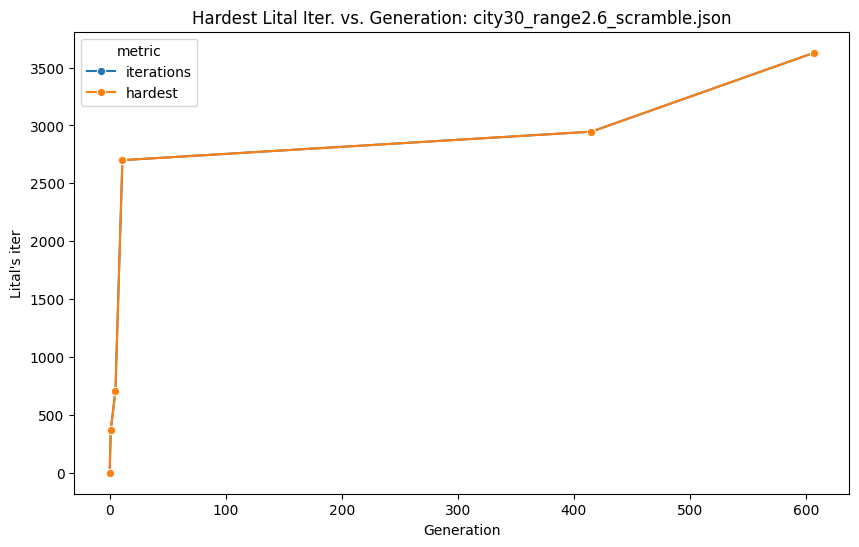 Hardest Lital Iter. vs. Generation: city30_range2.6_scramble.json
metric
iterations
hardest
3500
3000
2500
2000
1500
1000
500
0
Lital's iter
0 100 200 300 400 500 600
Generation